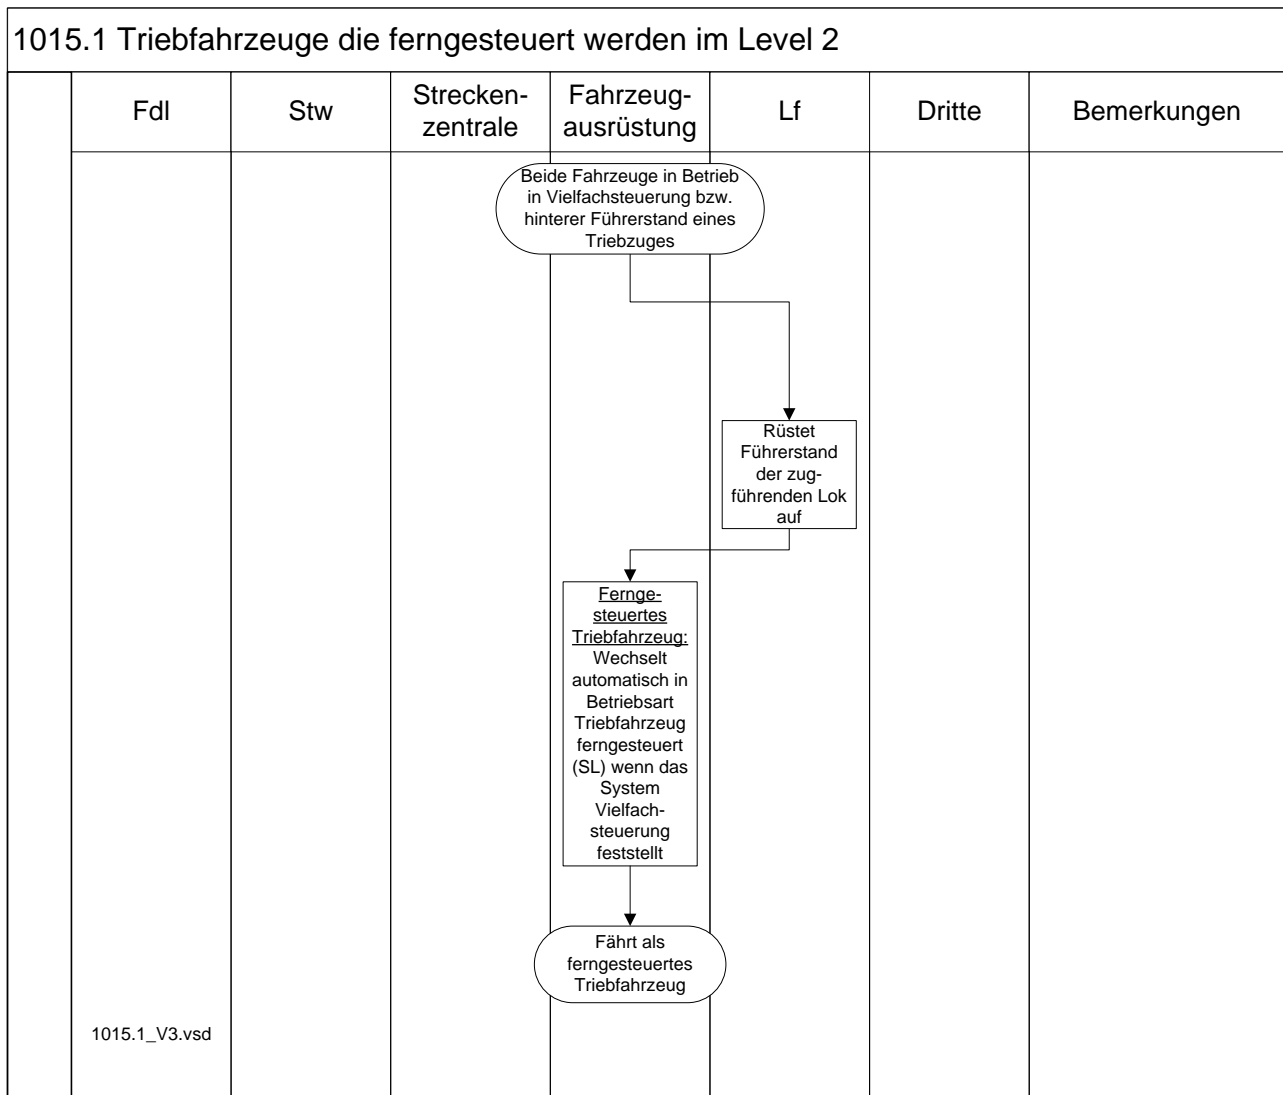 1015.1 Triebfahrzeuge die ferngesteuert werden im Level 2
Fdl
Stw
Strecken-
zentrale
Fahrzeug-
ausrüstung
Lf
Dritte
Bemerkungen
Beide Fahrzeuge in Betrieb
in Vielfachsteuerung bzw.
hinterer Führerstand eines
Triebzuges
Rüstet
Führerstand
der zug-
führenden Lok
auf
Fernge-
steuertes
Triebfahrzeug:
Wechselt
automatisch in
Betriebsart
Triebfahrzeug
ferngesteuert
(SL) wenn das
System
Vielfach-
steuerung
feststellt
Fährt als
ferngesteuertes
Triebfahrzeug
1015.1_V3.vsd